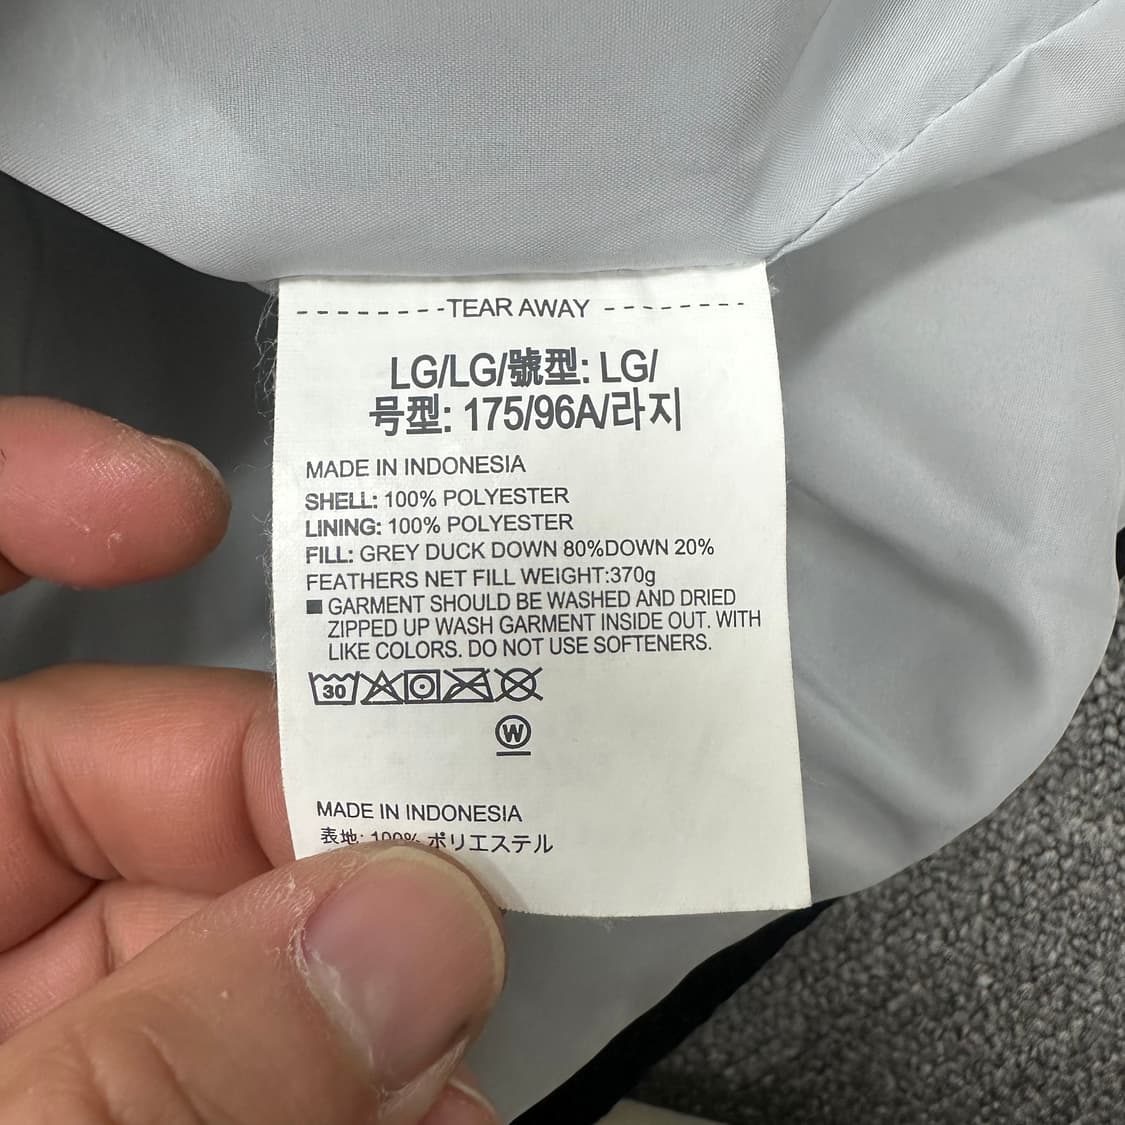 --------TEAR AWAY--------
LG/LG/號型: LG/
号型: 175/96A/라지
MADE IN INDONESIA
SHELL: 100% POLYESTER
LINING: 100% POLYESTER
FILL: GREY DUCK DOWN 80%DOWN 20%
FEATHERS NET FILL WEIGHT:370g
■ GARMENT SHOULD BE WASHED AND DRIED
ZIPPED UP WASH GARMENT INSIDE OUT. WITH
LIKE COLORS. DO NOT USE SOFTENERS.
30
W
MADE IN INDONESIA
表地: 100% ポリエステル